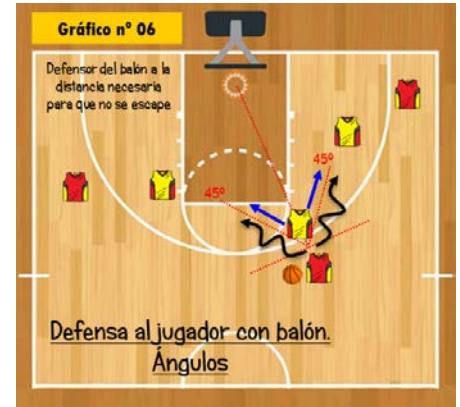 Gráfico nº 06
Defensor del balón a la
distancia necesaria
para que no se escape
45º
45º
Defensa al jugador con balón.
Ángulos